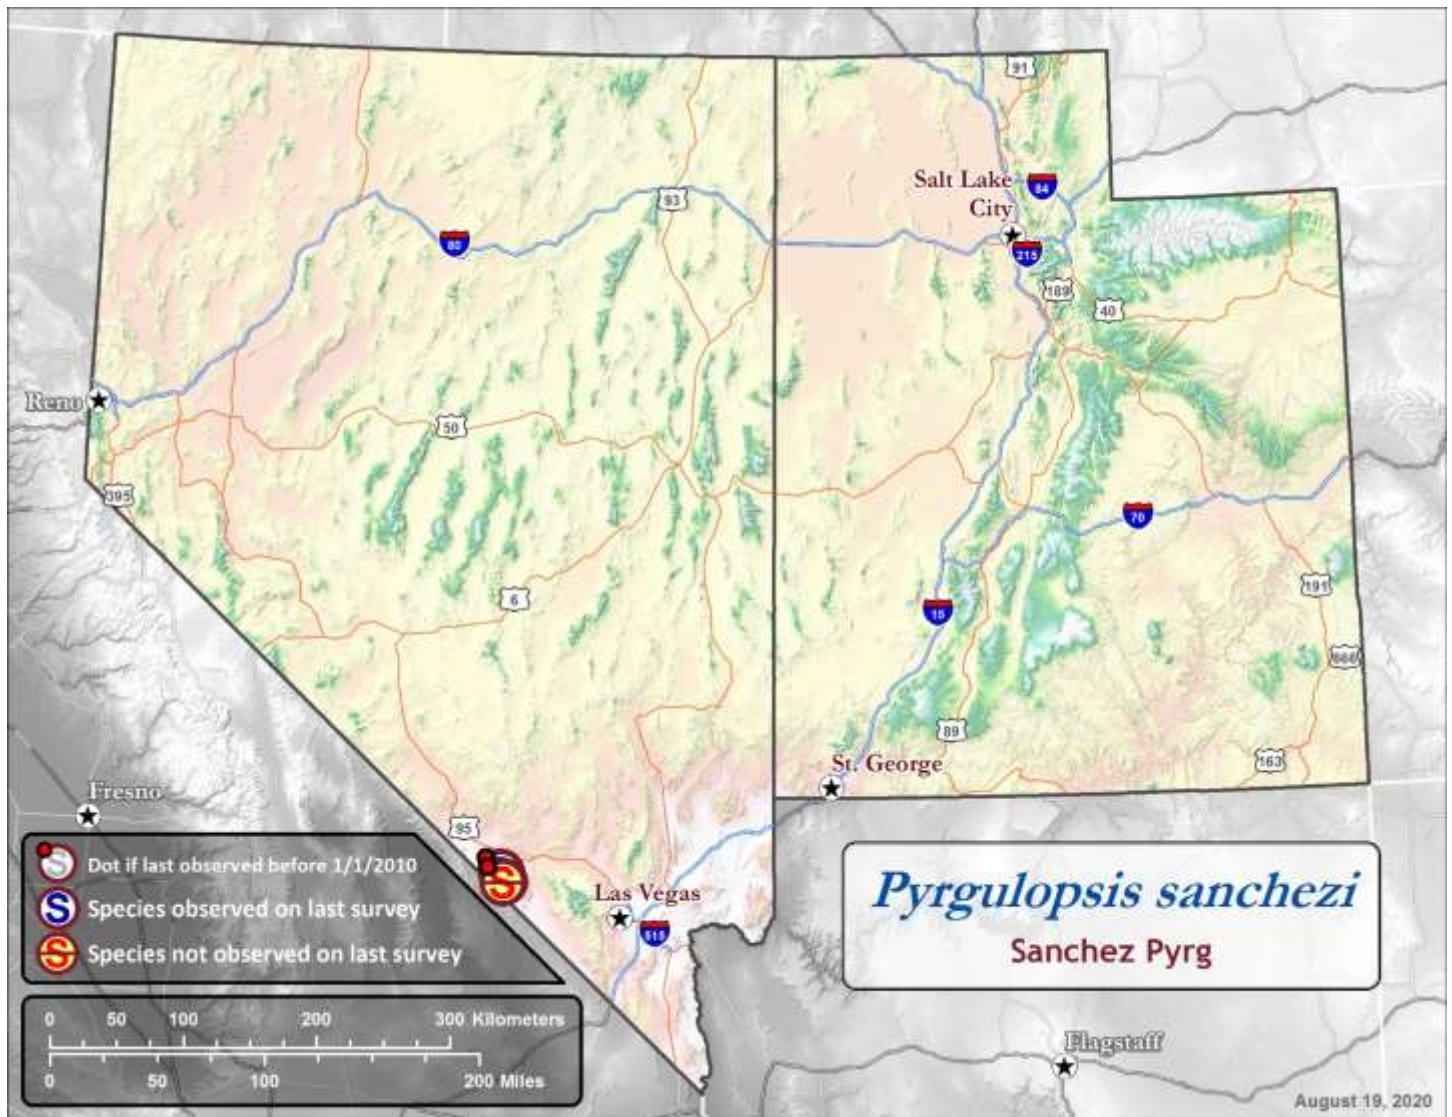 91
84
Salt Lake
City
93
80
215
189
40
Reno
50
395
70
6
191
15
666
89
St. George
163
Fresno
95
Las Vegas
515
S Dot if last observed before 1/1/2010
S Species observed on last survey
S Species not observed on last survey
S
Pyrgulopsis sanchezi
Sanchez Pyrg
0 50 100 200 300 Kilometers
0 50 100 200 Miles
Flagstaff
August 19, 2020